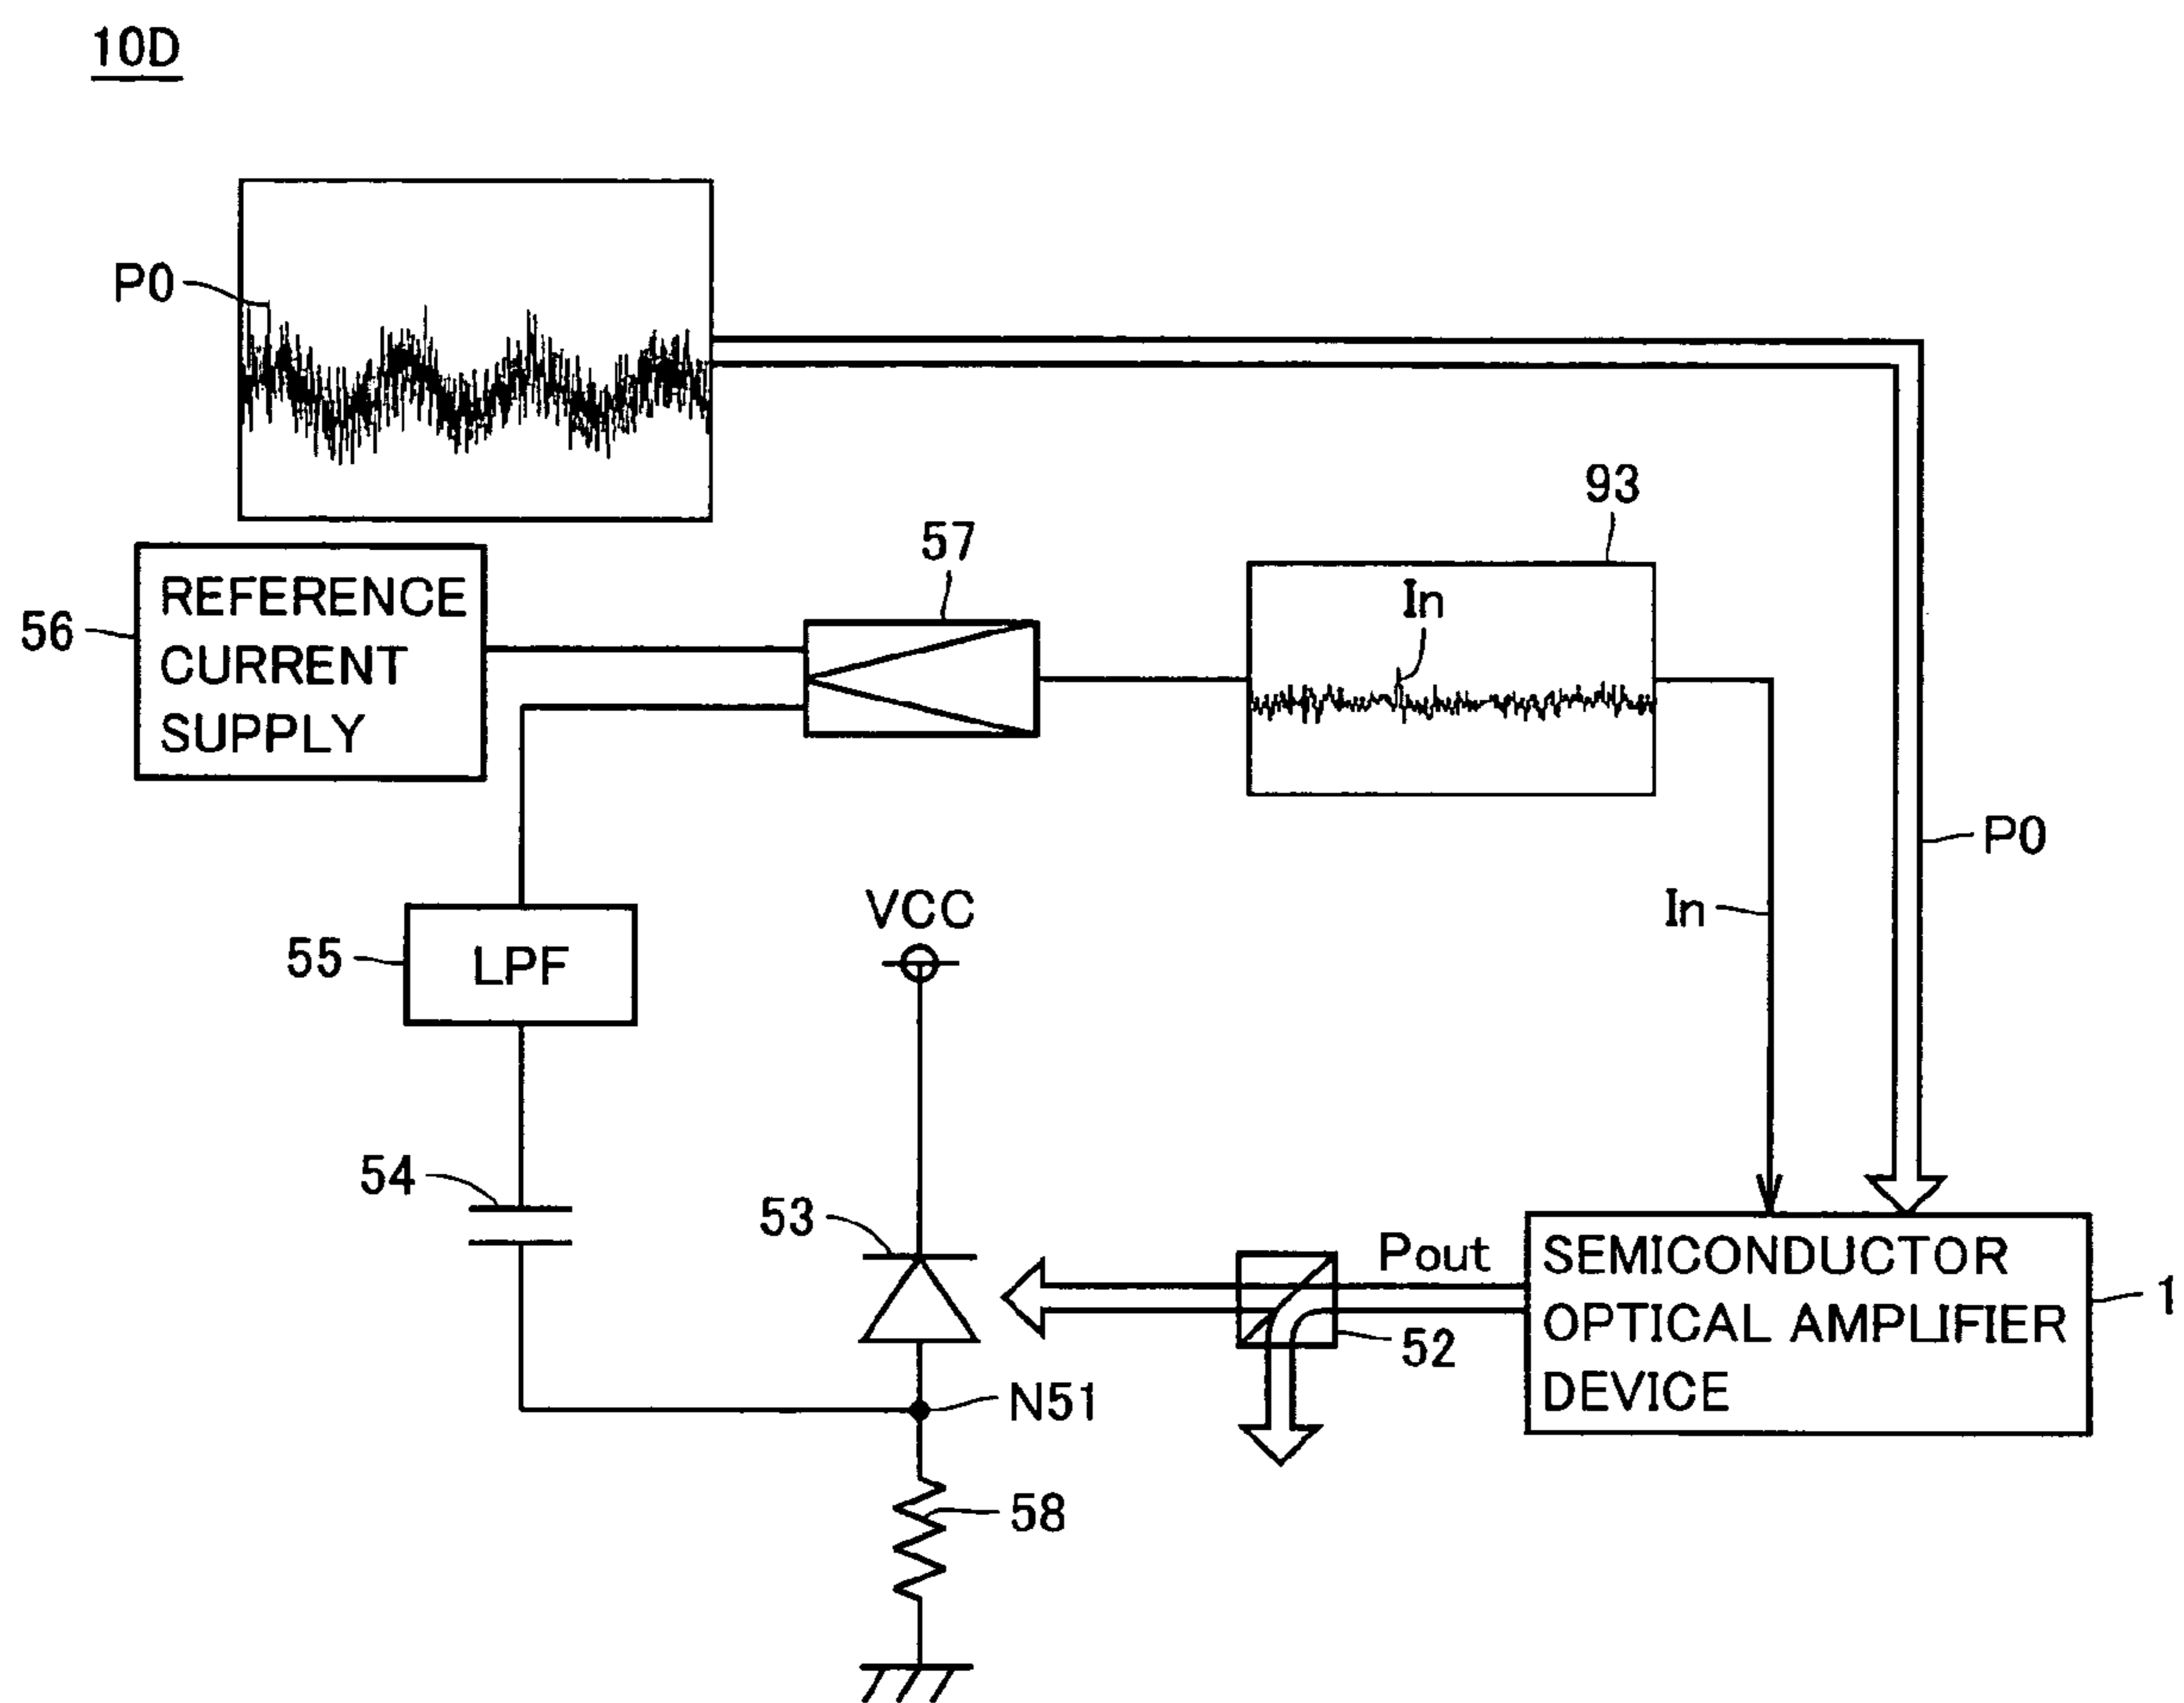 10D
P0
93
57
In
REFERENCE
CURRENT
SUPPLY
56
P0
VCC
In
55
LPF
54
53
Pout
SEMICONDUCTOR
OPTICAL AMPLIFIER
DEVICE
1
52
N51
58